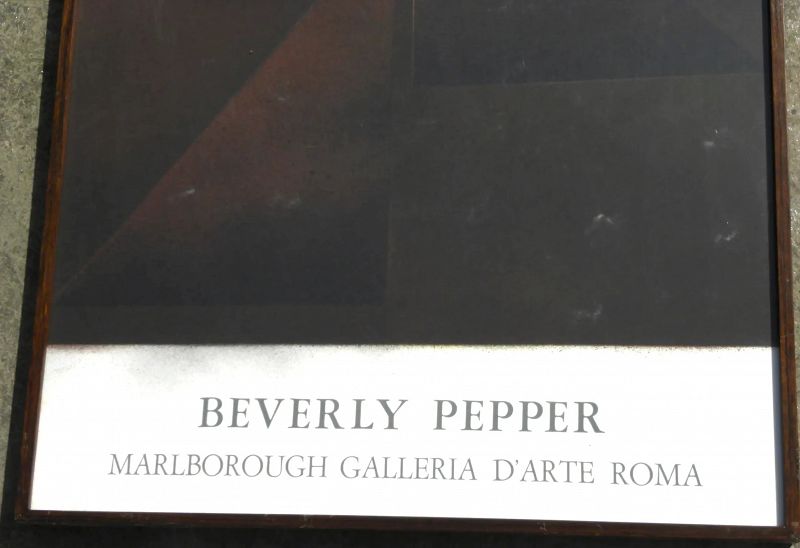 BEVERLY PEPPER
MARLBOROUGH GALLERIA D'ARTE ROMA